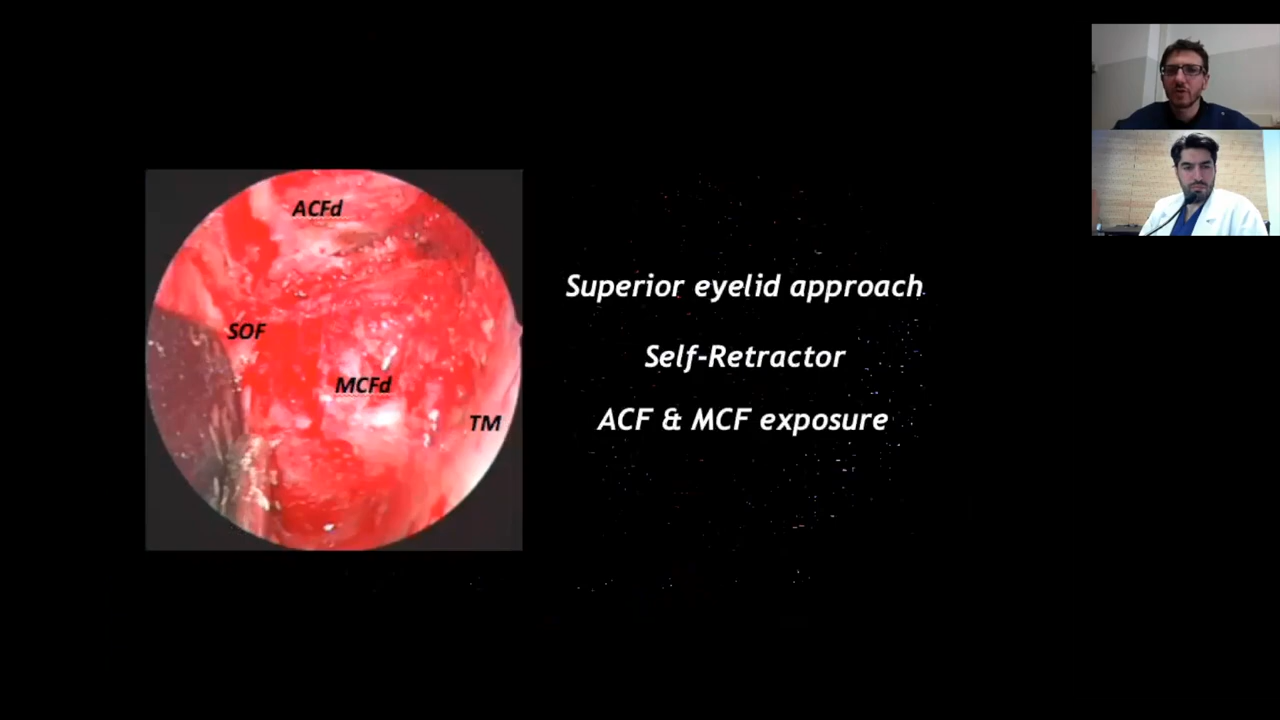 ACFd
SOF
MCFd
TM
Superior eyelid approach
Self-Retractor
ACF & MCF exposure